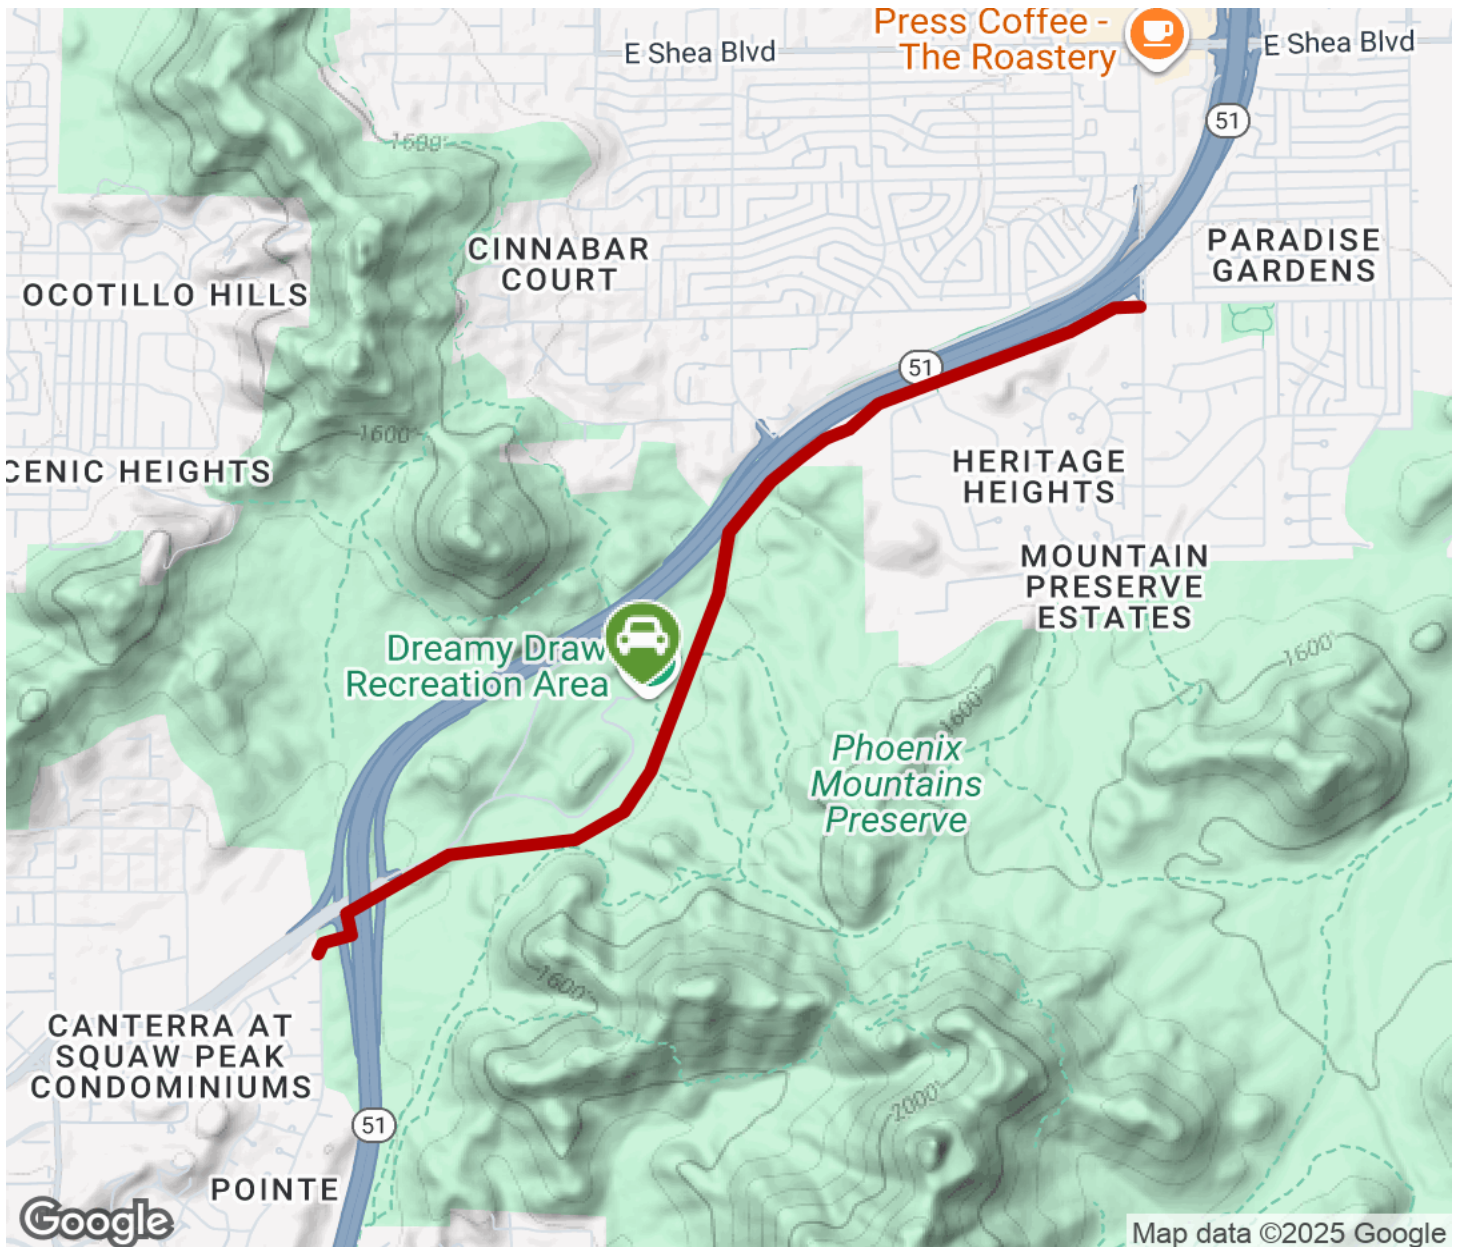 Press Coffee -
The Roastery
E Shea Blvd
E Shea Blvd
51
1600'
CINNABAR
COURT
PARADISE
GARDENS
OCOTILLO HILLS
51
1600'
CENIC HEIGHTS
HERITAGE
HEIGHTS
MOUNTAIN
PRESERVE
ESTATES
Dreamy Draw
Recreation Area
1600'
1600'
Phoenix
Mountains
Preserve
1600'
CANTERRA AT
SQUAW PEAK
CONDOMINIUMS
2000'
51
POINTE
Google
Map data ©2025 Google